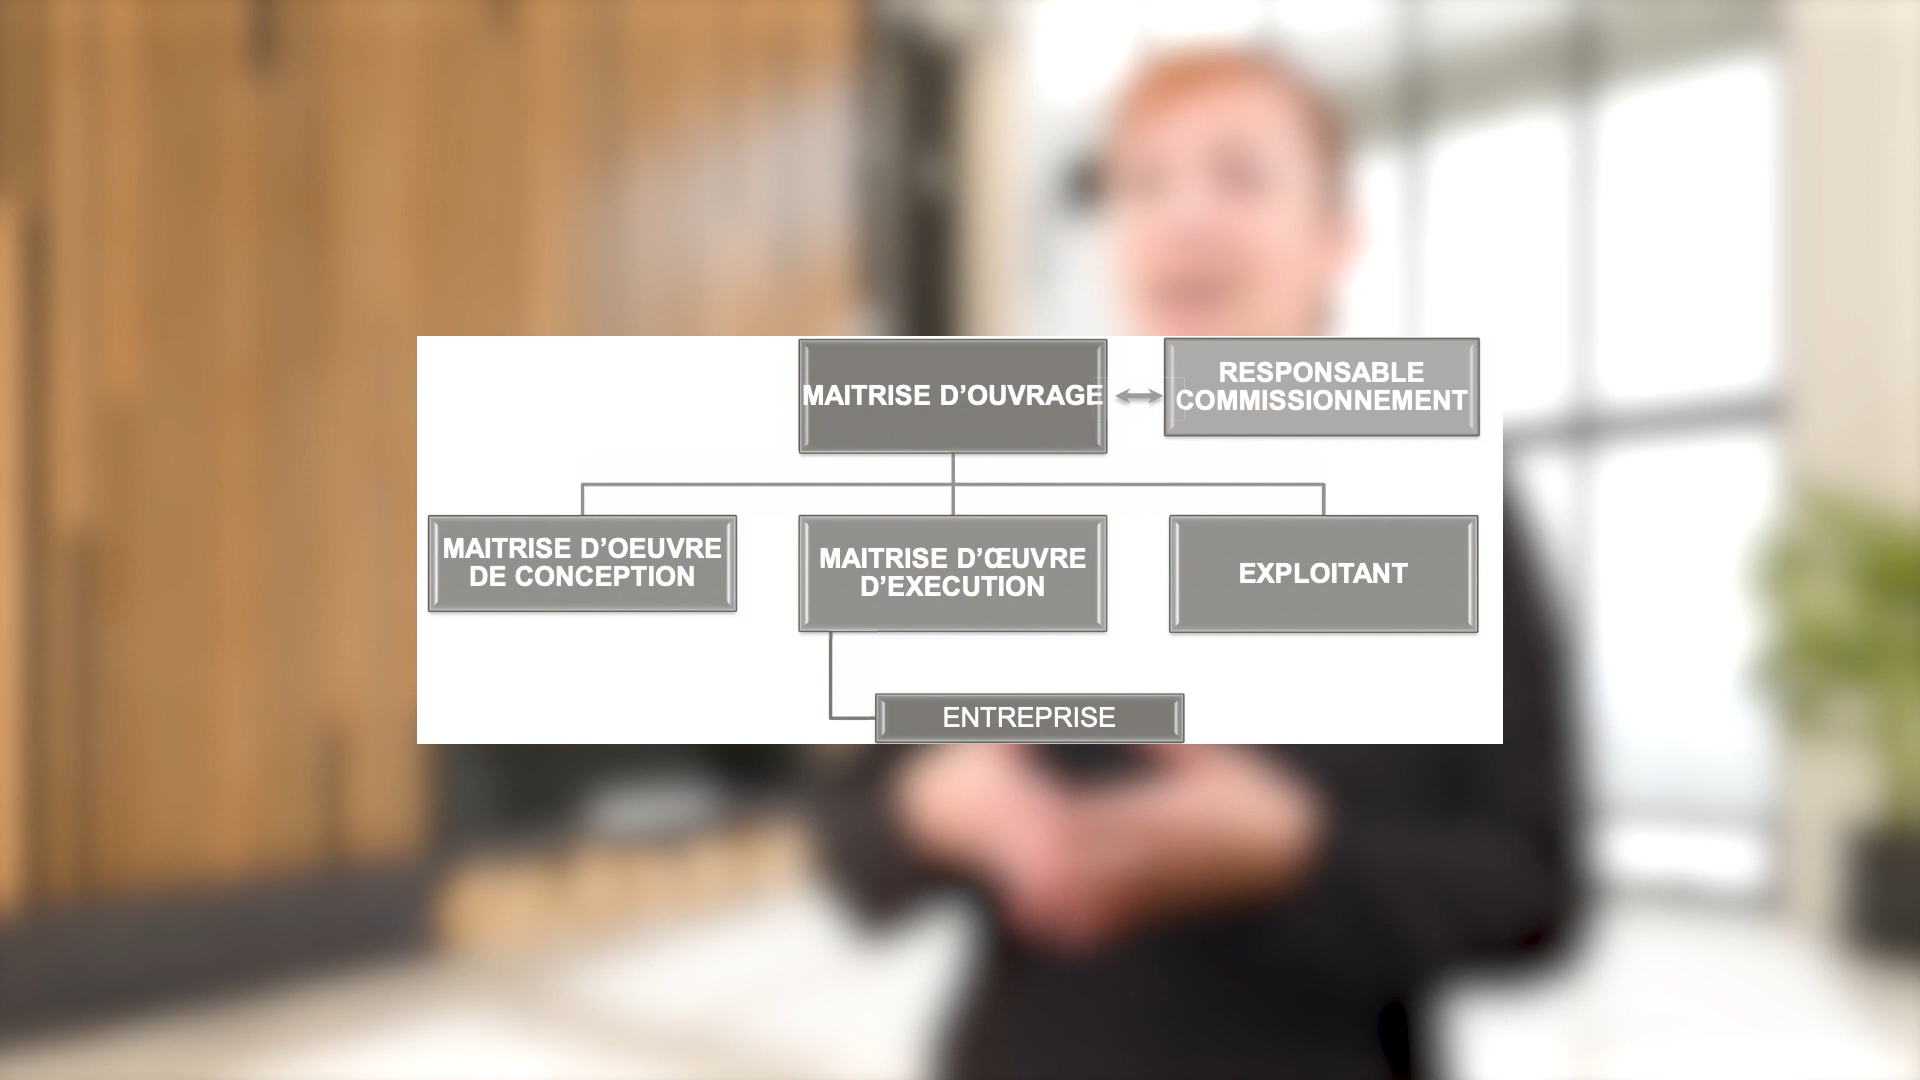 MAITRISE D’OUVRAGE
RESPONSABLE
COMMISSIONNEMENT
MAITRISE D’OEUVRE
DE CONCEPTION
MAITRISE D’ŒUVRE
D’EXECUTION
EXPLOITANT
ENTREPRISE